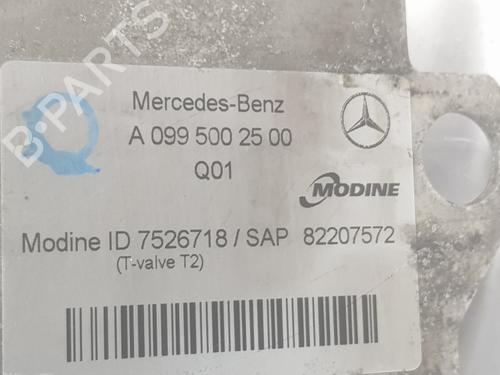 B-PARTS
Mercedes-Benz
A 099 500 25 00
Q01
MODINE
Modine ID 7526718 / SAP 82207572
(T-valve T2)